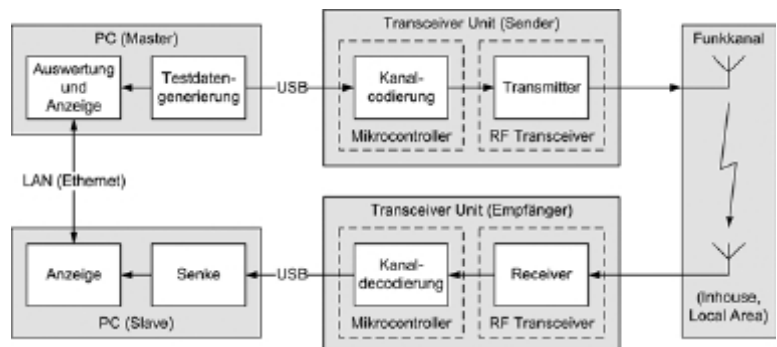 PC (Master)
Auswertung
und
Anzeige
Testdaten-
generierung
USB
Transceiver Unit (Sender)
Kanal-
codierung
Mikrocontroller
Transmitter
RF Transceiver
Funkkanal
LAN (Ethernet)
Anzeige
Senke
PC (Slave)
USB
Transceiver Unit (Empfänger)
Kanal-
decodierung
Mikrocontroller
Receiver
RF Transceiver
(Inhouse,
Local Area)